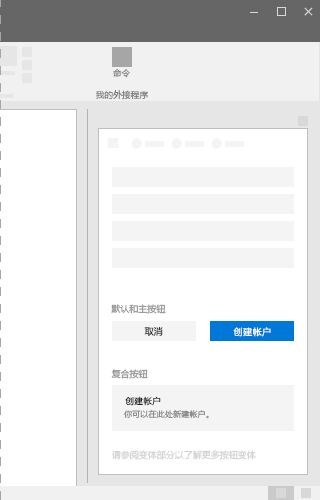 命令
我的外接程序
默认和主按钮
取消 创建帐户
复合按钮
创建帐户
你可以在此处新建帐户。
请参阅变体部分以了解更多按钮变体